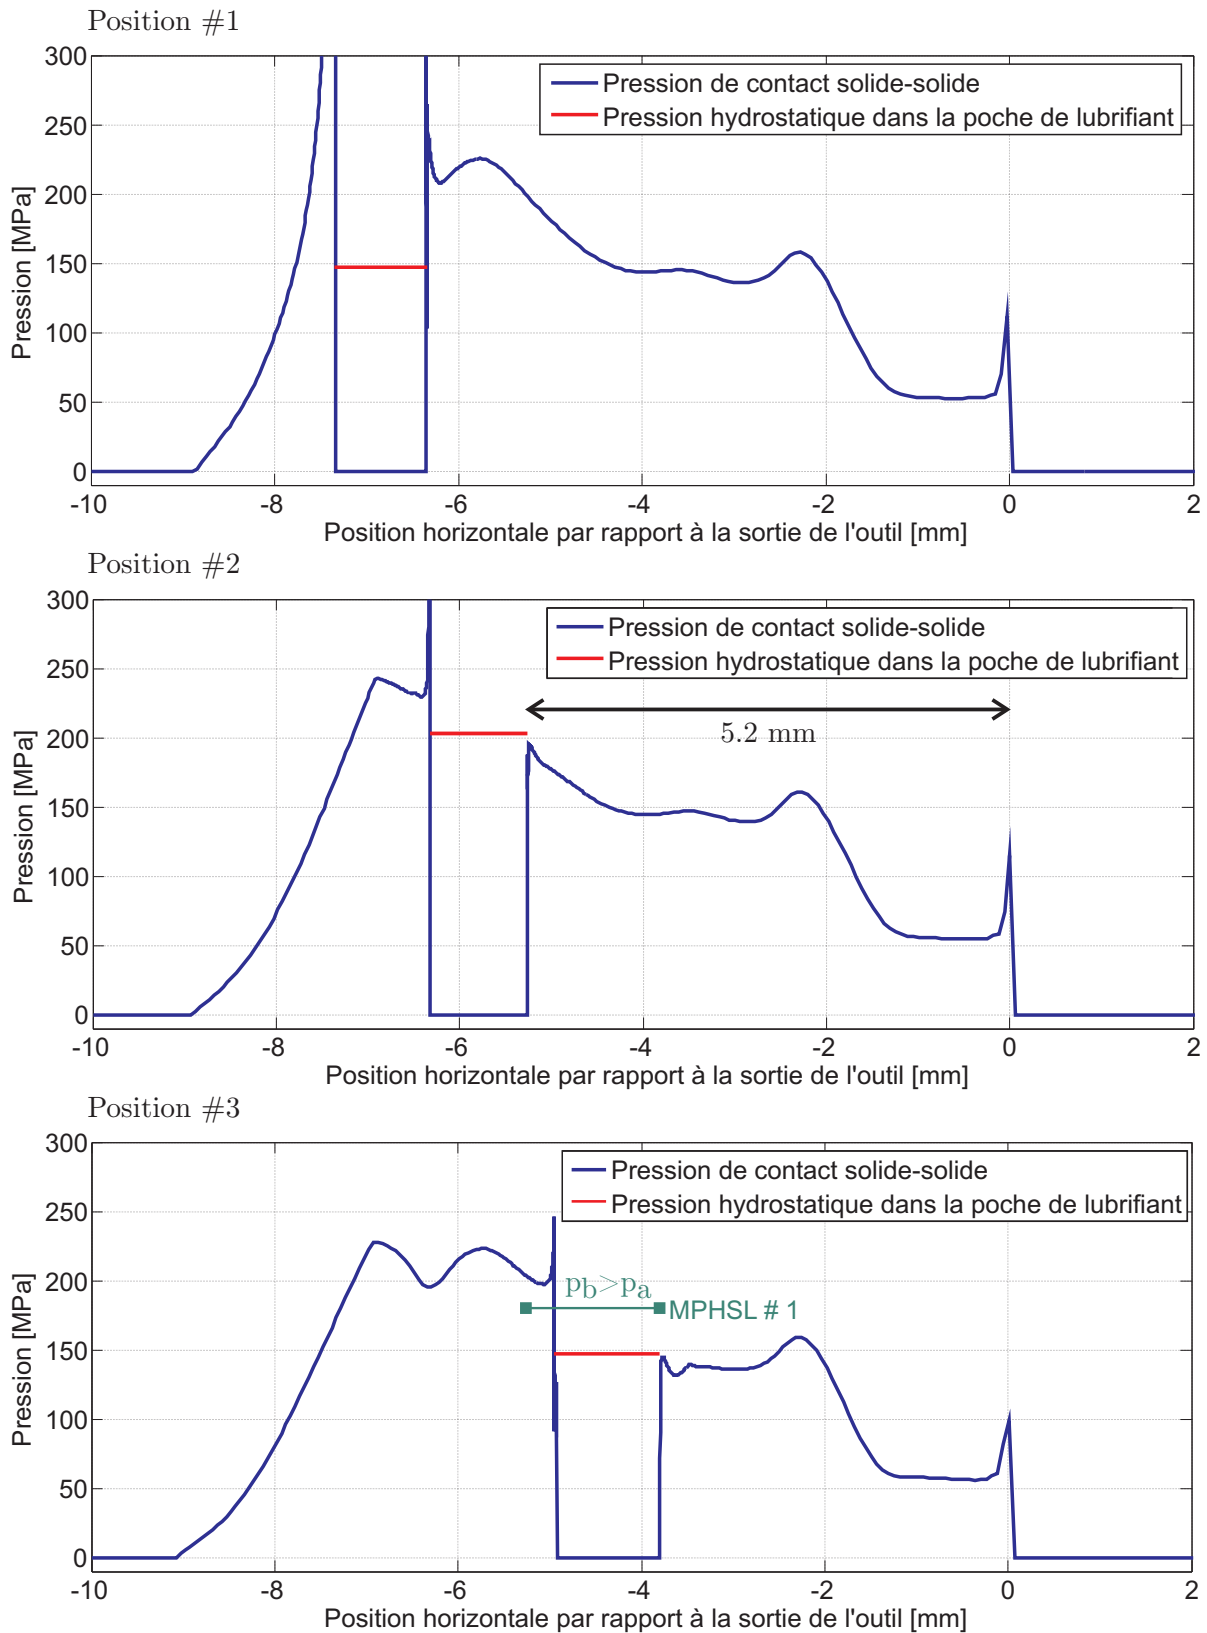 Position #1
300
250
200
150
100
50
0
Pression [MPa]
Pression de contact solide-solide
Pression hydrostatique dans la poche de lubrifiant
-10 -8 -6 -4 -2 0 2
Position horizontale par rapport à la sortie de l'outil [mm]
Position #2
300
250
200
150
100
50
0
Pression [MPa]
Pression de contact solide-solide
Pression hydrostatique dans la poche de lubrifiant
5.2 mm
-10 -8 -6 -4 -2 0 2
Position horizontale par rapport à la sortie de l'outil [mm]
Position #3
300
250
200
150
100
50
0
Pression [MPa]
Pression de contact solide-solide
Pression hydrostatique dans la poche de lubrifiant
pb>pa
MPHSL # 1
-10 -8 -6 -4 -2 0 2
Position horizontale par rapport à la sortie de l'outil [mm]